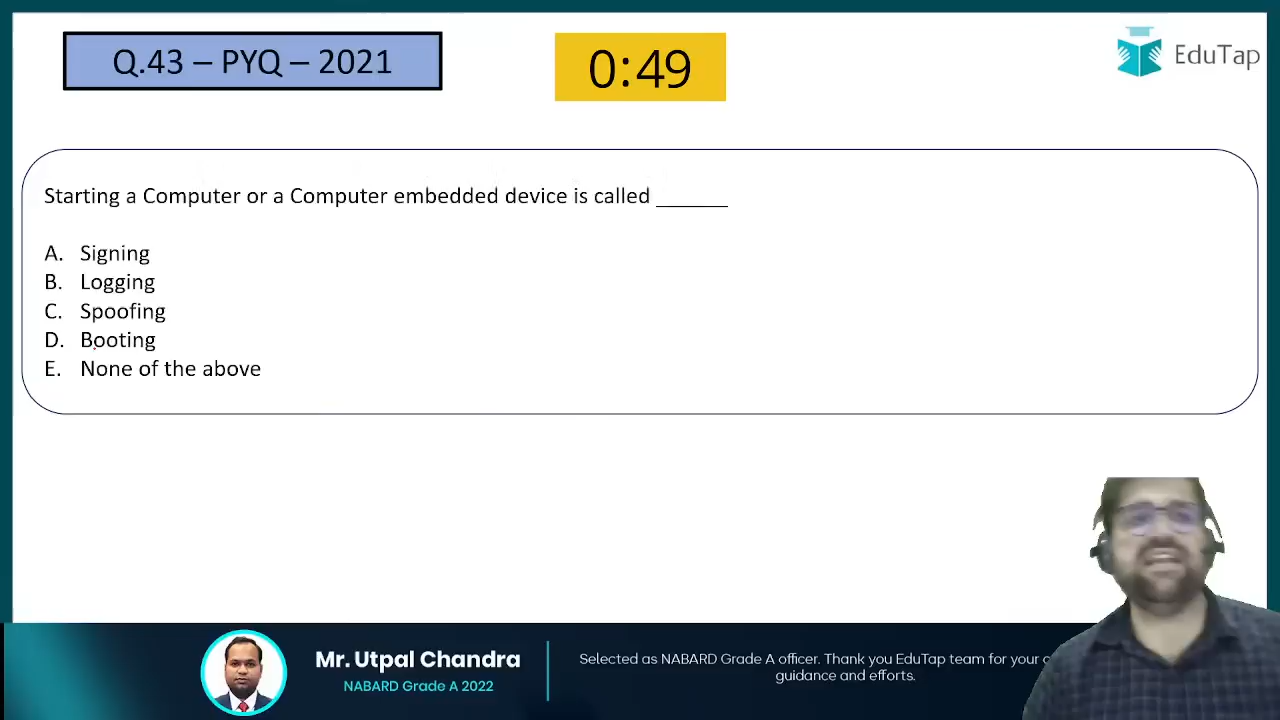 Q.43 – PYQ – 2021
0:49
EduTap
Starting a Computer or a Computer embedded device is called ______
A. Signing
B. Logging
C. Spoofing
D. Booting
E. None of the above
Mr. Utpal Chandra
NABARD Grade A 2022
Selected as NABARD Grade A officer. Thank you EduTap team for your
guidance and efforts.